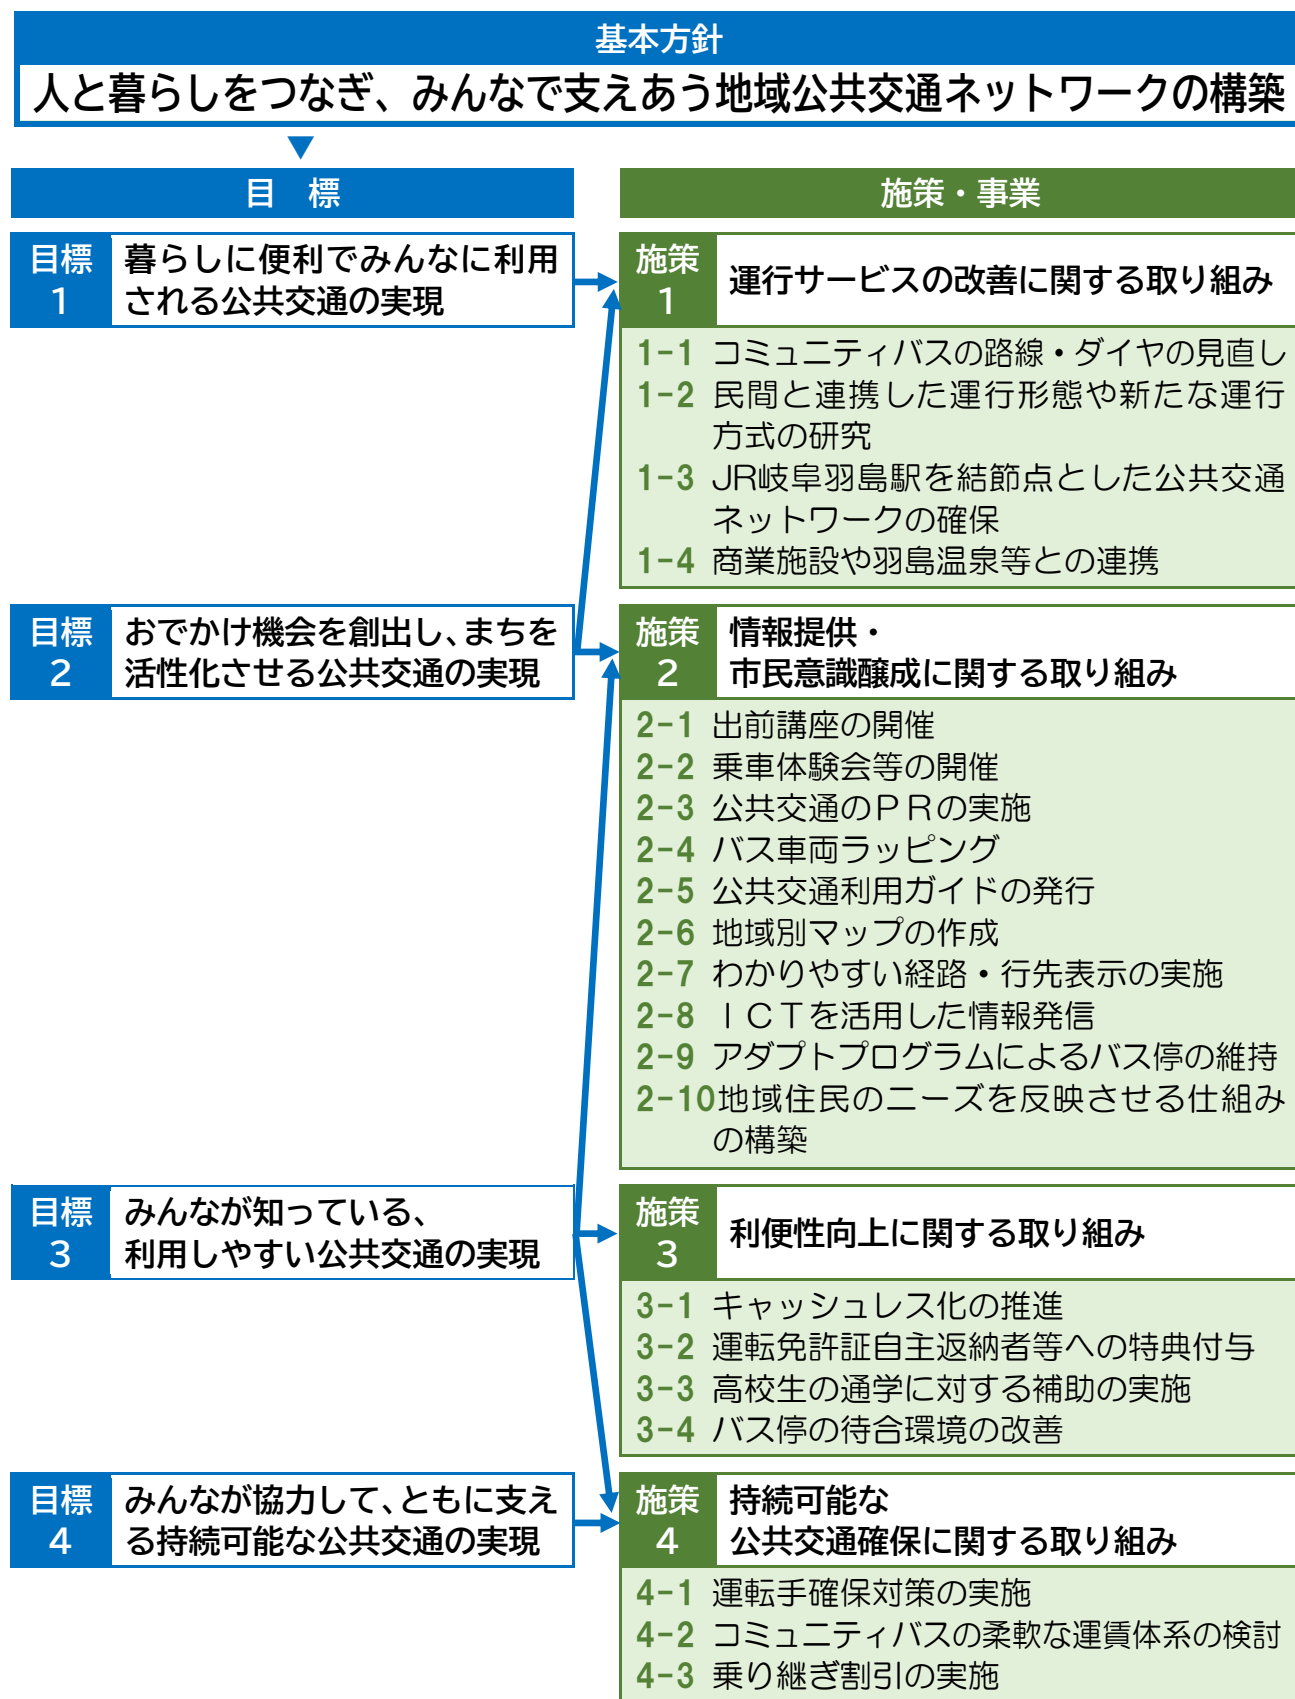 基本方針
人と暮らしをつなぎ、みんなで支えあう地域公共交通ネットワークの構築
目　標
施策・事業
目標
1
暮らしに便利でみんなに利用
される公共交通の実現
施策
1
運行サービスの改善に関する取り組み
1-1 コミュニティバスの路線・ダイヤの見直し
1-2 民間と連携した運行形態や新たな運行
方式の研究
1-3 JR岐阜羽島駅を結節点とした公共交通
ネットワークの確保
1-4 商業施設や羽島温泉等との連携
目標
2
おでかけ機会を創出し、まちを
活性化させる公共交通の実現
施策
2
情報提供・
市民意識醸成に関する取り組み
2-1 出前講座の開催
2-2 乗車体験会等の開催
2-3 公共交通のＰＲの実施
2-4 バス車両ラッピング
2-5 公共交通利用ガイドの発行
2-6 地域別マップの作成
2-7 わかりやすい経路・行先表示の実施
2-8 ＩＣＴを活用した情報発信
2-9 アダプトプログラムによるバス停の維持
2-10地域住民のニーズを反映させる仕組み
の構築
目標
3
みんなが知っている、
利用しやすい公共交通の実現
施策
3
利便性向上に関する取り組み
3-1 キャッシュレス化の推進
3-2 運転免許証自主返納者等への特典付与
3-3 高校生の通学に対する補助の実施
3-4 バス停の待合環境の改善
目標
4
みんなが協力して、ともに支え
る持続可能な公共交通の実現
施策
4
持続可能な
公共交通確保に関する取り組み
4-1 運転手確保対策の実施
4-2 コミュニティバスの柔軟な運賃体系の検討
4-3 乗り継ぎ割引の実施